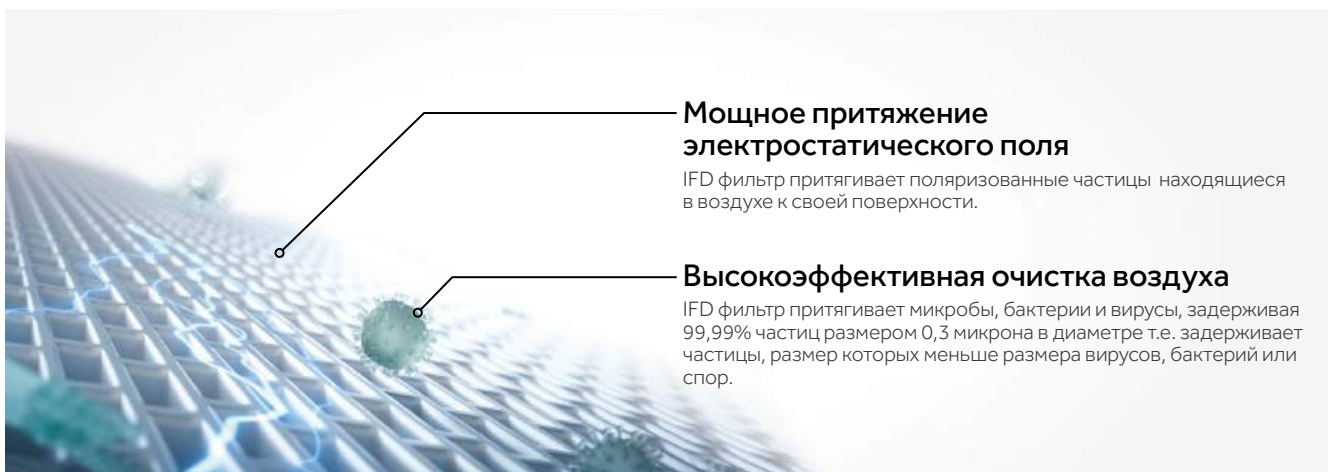 Мощное притяжение
электростатического поля
IFD фильтр притягивает поляризованные частицы находящиеся
в воздухе к своей поверхности.
Высокоэффективная очистка воздуха
IFD фильтр притягивает микробы, бактерии и вирусы, задерживая
99,99% частиц размером 0,3 микрона в диаметре т.е. задерживает
частицы, размер которых меньше размера вирусов, бактерий или
спор.